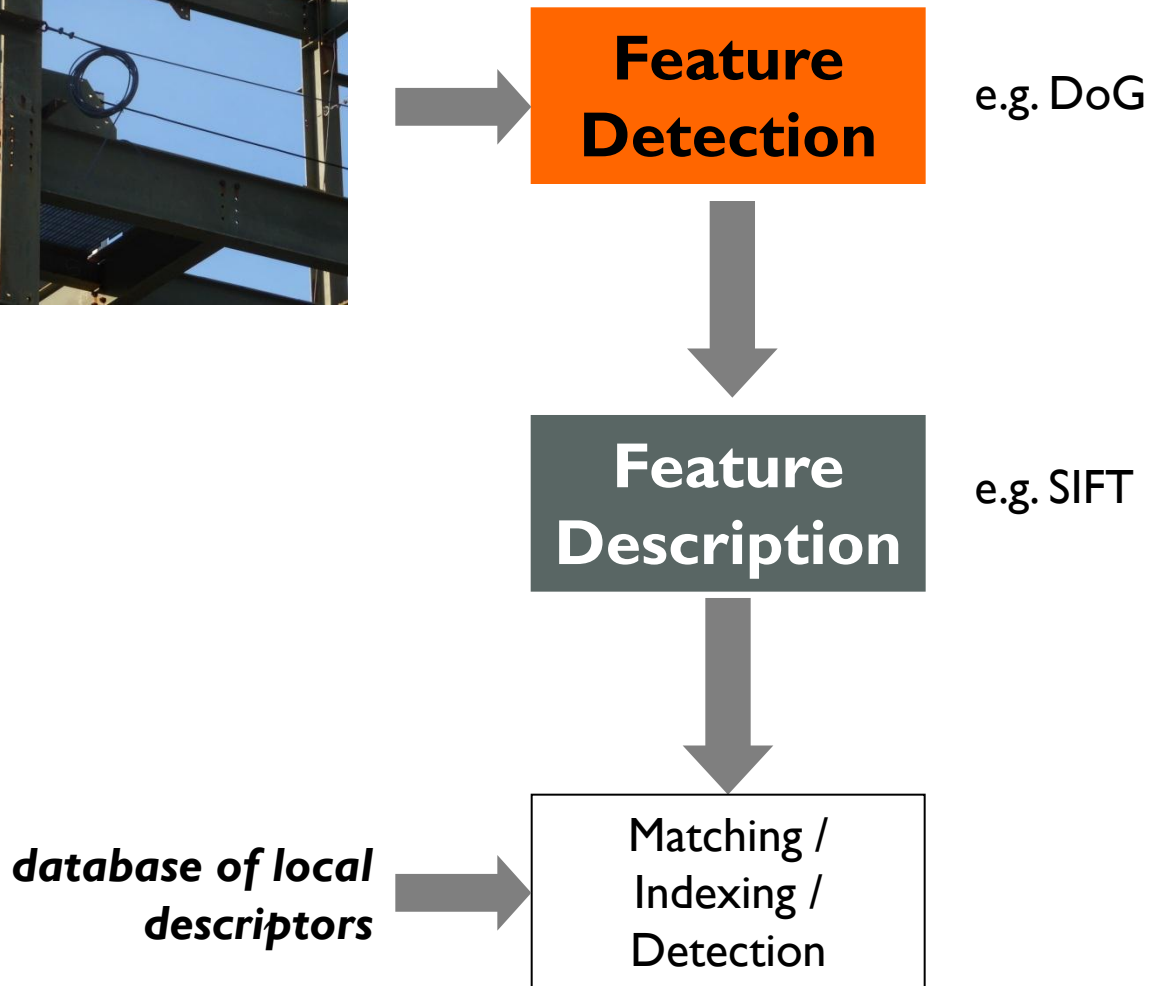 Feature
Detection
e.g. DoG
Feature
Description
e.g. SIFT
database of local
descriptors
Matching /
Indexing /
Detection